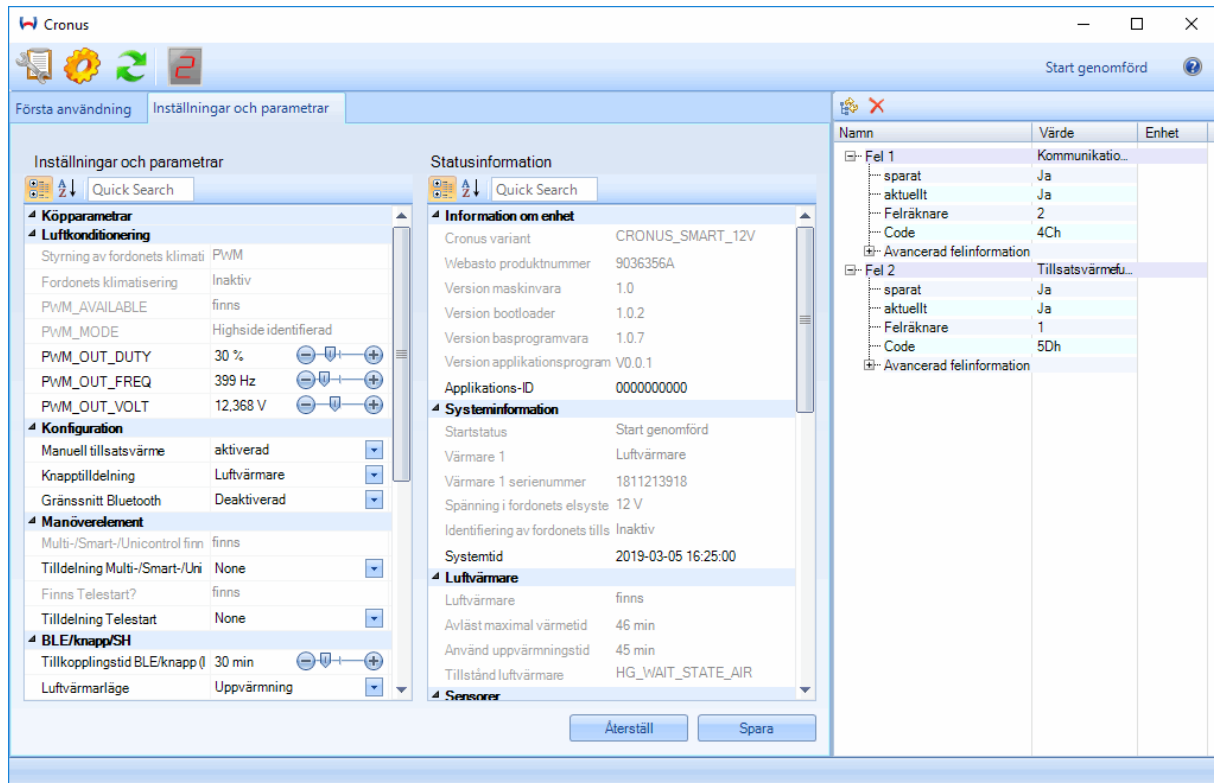 Cronus
2
Start genomförd
Första användning
Inställningar och parametrar
Inställningar och parametrar
Quick Search
Köpparametrar
Luftkonditionering
Styrning av fordonets klimati PWM
Fordonets klimatisering Inaktiv
PWM_AVAILABLE finns
PWM_MODE Highside identifierad
PWM_OUT_DUTY 30 %
PWM_OUT_FREQ 399 Hz
PWM_OUT_VOLT 12,368 V
Konfiguration
Manuell tillsatsvärme aktiverad
Knapptilldelning Luftvärmare
Gränssnitt Bluetooth Deaktiverad
Manöverelement
Multi-/Smart-/Unicontrol finn finns
Tilldelning Multi-/Smart-/Uni None
Finns Telestart? finns
Tilldelning Telestart None
BLE/knapp/SH
Tillkopplingstid BLE/knapp (l 30 min
Luftvärmarläge Uppvärmning
Statusinformation
Quick Search
Information om enhet
Cronus variant CRONUS_SMART_12V
Webasto produktnummer 9036356A
Version maskinvara 1.0
Version bootloader 1.0.2
Version basprogramvara 1.0.7
Version applikationsprogram V0.0.1
Applikations-ID 0000000000
Systeminformation
Startstatus Start genomförd
Värmare 1 Luftvärmare
Värmare 1 serienummer 1811213918
Spänning i fordonets elsyste 12 V
Identifiering av fordonets tills Inaktiv
Systemtid 2019-03-05 16:25:00
Luftvärmare
Luftvärmare finns
Avläst maximal värmetid 46 min
Använd uppvärmningstid 45 min
Tillstånd luftvärmare HG_WAIT_STATE_AIR
Sensorer
Återställ
Spara
Namn Värde Enhet
Fel 1 Kommunikatio...
sparat Ja
aktuellt Ja
Felräknare 2
Code 4Ch
Avancerad felinformation
Fel 2 Tillsatsvärmefu...
sparat Ja
aktuellt Ja
Felräknare 1
Code 5Dh
Avancerad felinformation